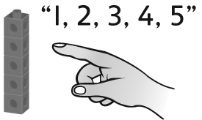 “1, 2, 3, 4, 5”